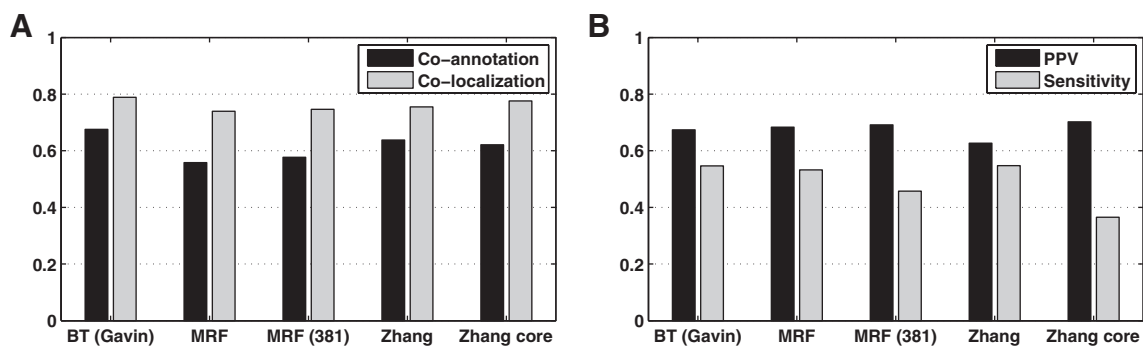 A
1
0.8
0.6
0.4
0.2
0
Co-annotation
Co-localization
BT (Gavin) MRF MRF (381) Zhang Zhang core
B
1
0.8
0.6
0.4
0.2
0
PPV
Sensitivity
BT (Gavin) MRF MRF (381) Zhang Zhang core